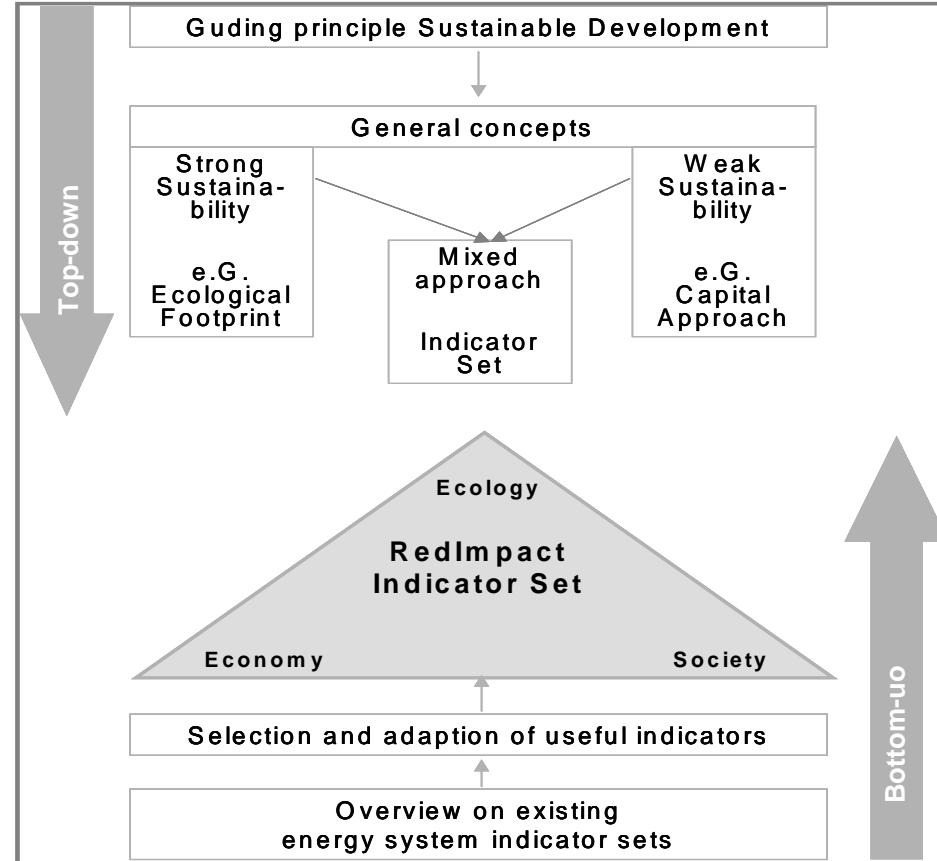 Guding principle Sustainable Development
General concepts
Strong
Sustaina-
bility
e.G.
Ecological
Footprint
Weak
Sustaina-
bility
e.G.
Capital
Approach
Mixed
approach
Indicator
Set
Top-down
Ecology
RedImpact
Indicator Set
Economy
Society
Bottom-uo
Selection and adaption of useful indicators
Overview on existing
energy system indicator sets